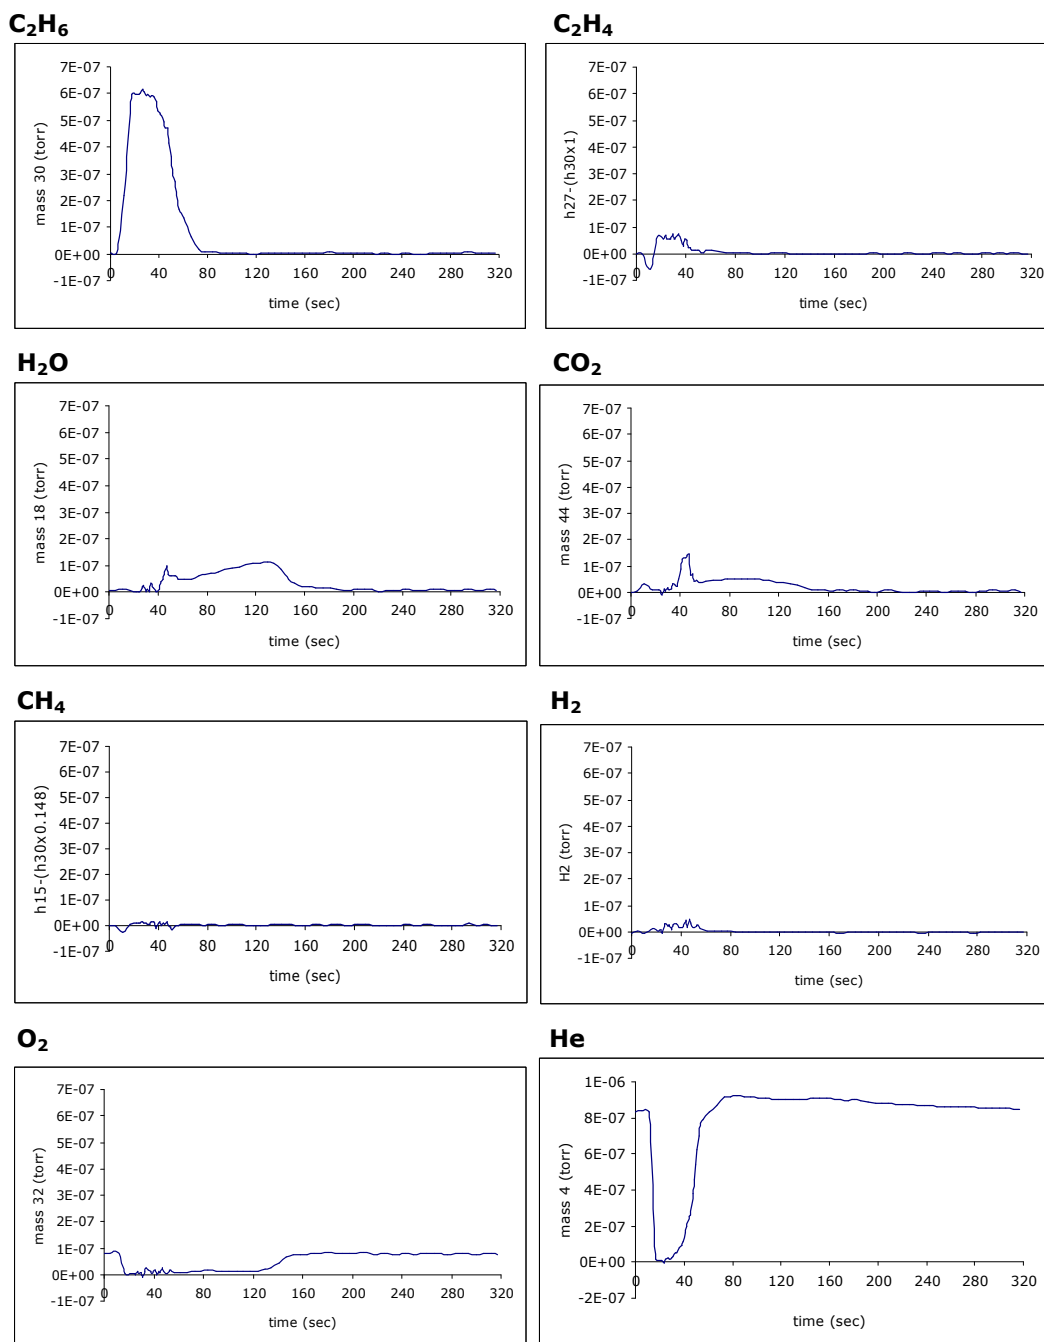 C₂H₆
7E-07
6E-07
5E-07
4E-07
3E-07
2E-07
1E-07
0E+00
-1E-07
0 40 80 120 160 200 240 280 320
mass 30 (torr)
time (sec)
C₂H₄
7E-07
6E-07
5E-07
4E-07
3E-07
2E-07
1E-07
0E+00
-1E-07
0 40 80 120 160 200 240 280 320
h27-(h30x1)
time (sec)
H₂O
7E-07
6E-07
5E-07
4E-07
3E-07
2E-07
1E-07
0E+00
-1E-07
0 40 80 120 160 200 240 280 320
mass 18 (torr)
time (sec)
CO₂
7E-07
6E-07
5E-07
4E-07
3E-07
2E-07
1E-07
0E+00
-1E-07
0 40 80 120 160 200 240 280 320
mass 44 (torr)
time (sec)
CH₄
7E-07
6E-07
5E-07
4E-07
3E-07
2E-07
1E-07
0E+00
-1E-07
0 40 80 120 160 200 240 280 320
h15-(h30x0.148)
time (sec)
H₂
7E-07
6E-07
5E-07
4E-07
3E-07
2E-07
1E-07
0E+00
-1E-07
0 40 80 120 160 200 240 280 320
H2 (torr)
time (sec)
O₂
7E-07
6E-07
5E-07
4E-07
3E-07
2E-07
1E-07
0E+00
-1E-07
0 40 80 120 160 200 240 280 320
mass 32 (torr)
time (sec)
He
1E-06
8E-07
6E-07
4E-07
2E-07
0E+00
-2E-07
0 40 80 120 160 200 240 280 320
mass 4 (torr)
time (sec)